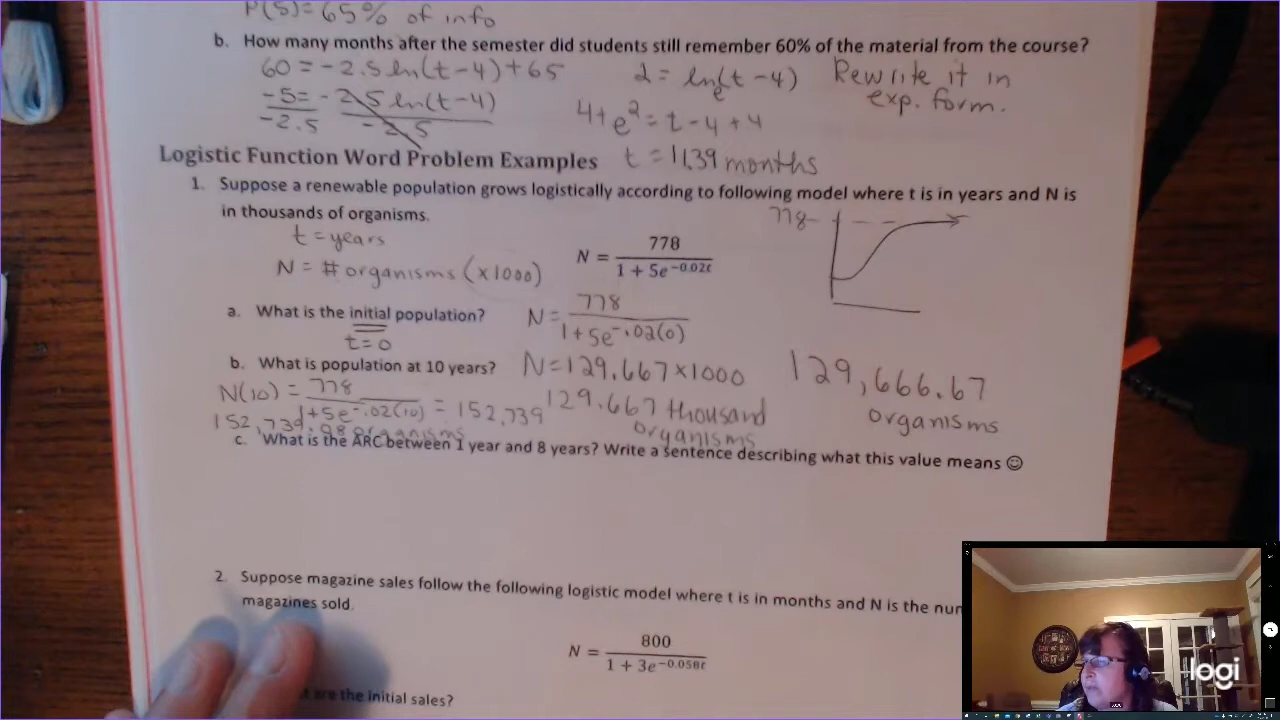 P(5)= 65% of info
b. How many months after the semester did students still remember 60% of the material from the course?
60 = -2.5 ln(t-4)+65
2 = ln(t-4)
e
Rewrite it in
exp. form.
-5 = -2.5 ln(t-4)
-2.5 -2.5
4+e² = t-4+4
t = 11.39 months
Logistic Function Word Problem Examples
1. Suppose a renewable population grows logistically according to following model where t is in years and N is
in thousands of organisms.
778
t = years
N = # organisms (x1000)
N = 778 / 1 + 5e^-0.02t
a. What is the initial population?
t=0
N = 778 / 1+5e^-.02(0)
b. What is population at 10 years?
N=129.667 x1000
129,666.67
organisms
N(10) = 778 / 1+5e^-.02(10) = 152,739
129.667 thousand
organisms
152,739.98 organisms
c. What is the ARC between 1 year and 8 years? Write a sentence describing what this value means ☺
2. Suppose magazine sales follow the following logistic model where t is in months and N is the
magazines sold.
N = 800 / 1 + 3e^-0.058t
are the initial sales?
logi